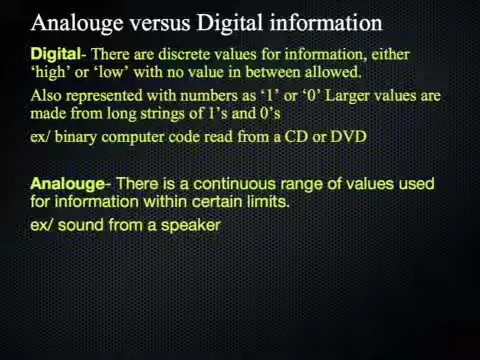 Analouge versus Digital information
Digital- There are discrete values for information, either
‘high’ or ‘low’ with no value in between allowed.
Also represented with numbers as ‘1’ or ‘0’ Larger values are
made from long strings of 1’s and 0’s
ex/ binary computer code read from a CD or DVD
Analouge- There is a continuous range of values used
for information within certain limits.
ex/ sound from a speaker